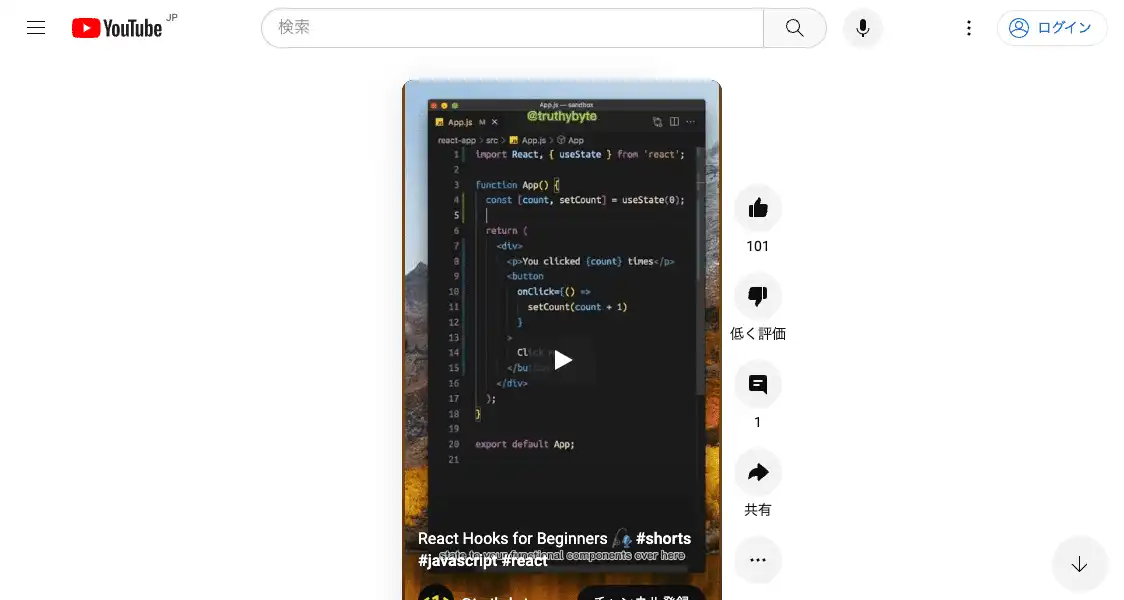 YouTube JP
検索
ログイン
App.js — sandbox
@truthybyte
App.js M
react-app > src > App.js > App
1 import React, { useState } from 'react';
2
3 function App() {
4 const [count, setCount] = useState(0);
5
6 return (
7 <div>
8 <p>You clicked {count} times</p>
9 <button
10 onClick={() =>
11 setCount(count + 1)
12 }
13 >
14 Click
15 </bu
16 </div>
17 );
18 }
19
20 export default App;
21
React Hooks for Beginners 🎣 #shorts
state to your functional components over here
#javascript #react
チャンネル登録
101
低く評価
1
共有